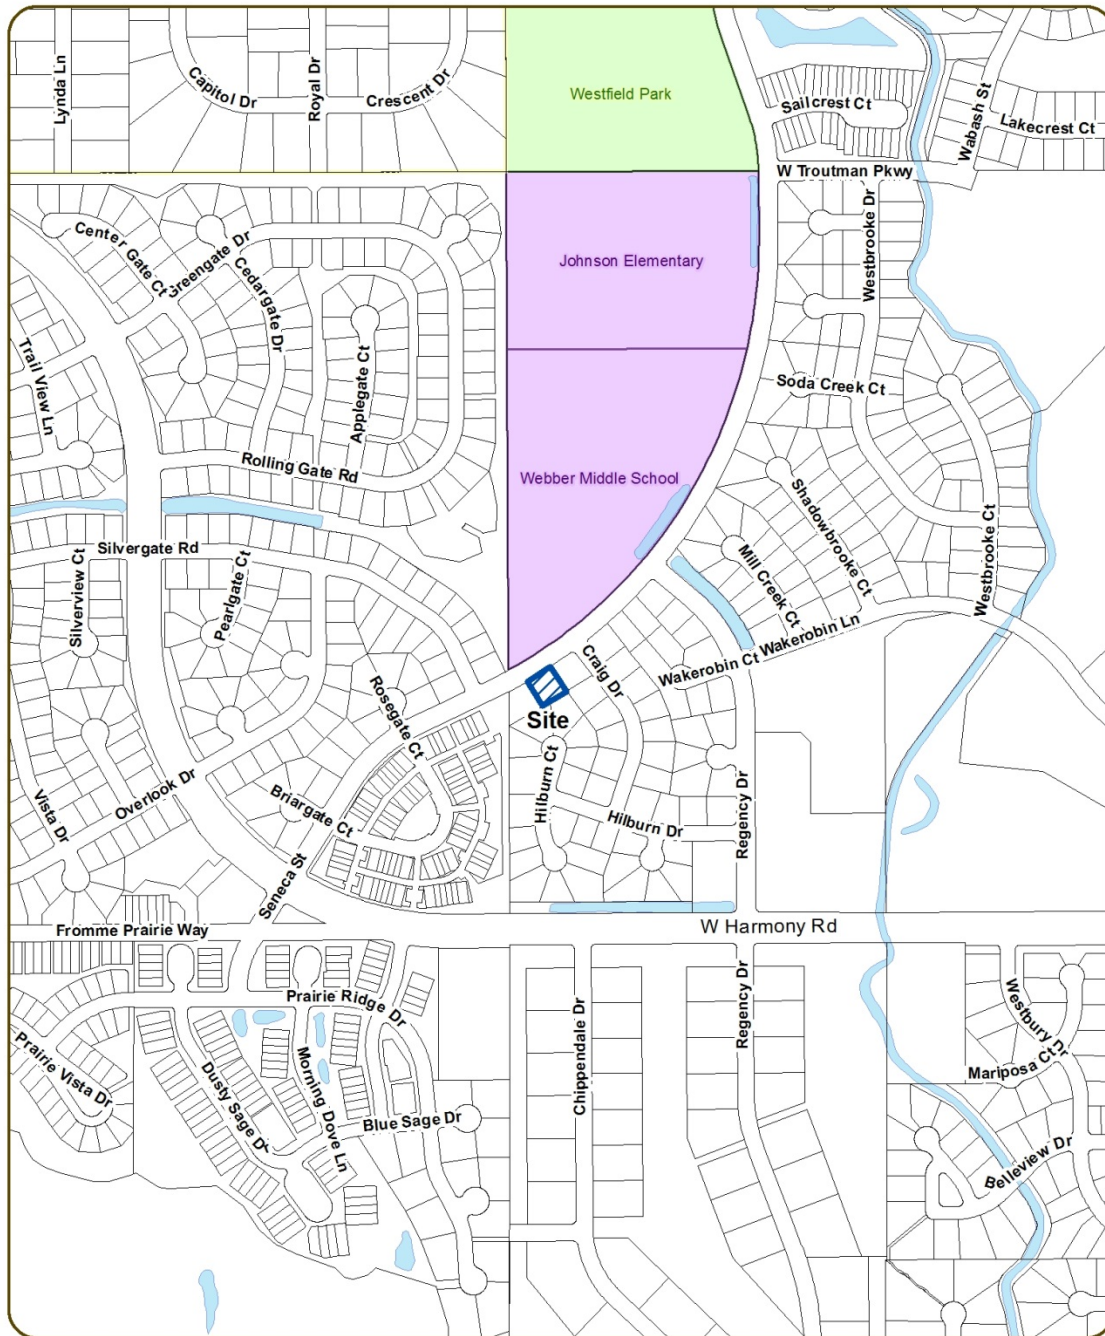 Lynda Ln
Capitol Dr
Royal Dr
Crescent Dr
Westfield Park
Sailcrest Ct
Wabash St
Lakecrest Ct
W Troutman Pkwy
Center Gate Ct
Greengate Dr
Cedargate Dr
Johnson Elementary
Westbrooke Dr
Trail View Ln
Applegate Ct
Soda Creek Ct
Rolling Gate Rd
Webber Middle School
Shadowbrooke Ct
Westbrooke Ct
Silvergate Rd
Silverview Ct
Pearlgate Ct
Mill Creek Ct
Wakerobin Ln
Wakerobin Ct
Craig Dr
Rosegate Ct
Site
Vista Dr
Overlook Dr
Briargate Ct
Hilburn Ct
Hilburn Dr
Regency Dr
Seneca St
Fromme Prairie Way
W Harmony Rd
Prairie Ridge Dr
Chippendale Dr
Regency Dr
Westbury Dr
Mariposa Ct
Prairie Vista Dr
Dusty Sage Dr
Morning Dove Ln
Blue Sage Dr
Belleview Dr